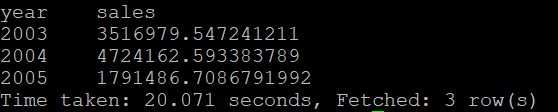 year    sales
2003    3516979.547241211
2004    4724162.593383789
2005    1791486.7086791992
Time taken: 20.071 seconds, Fetched: 3 row(s)